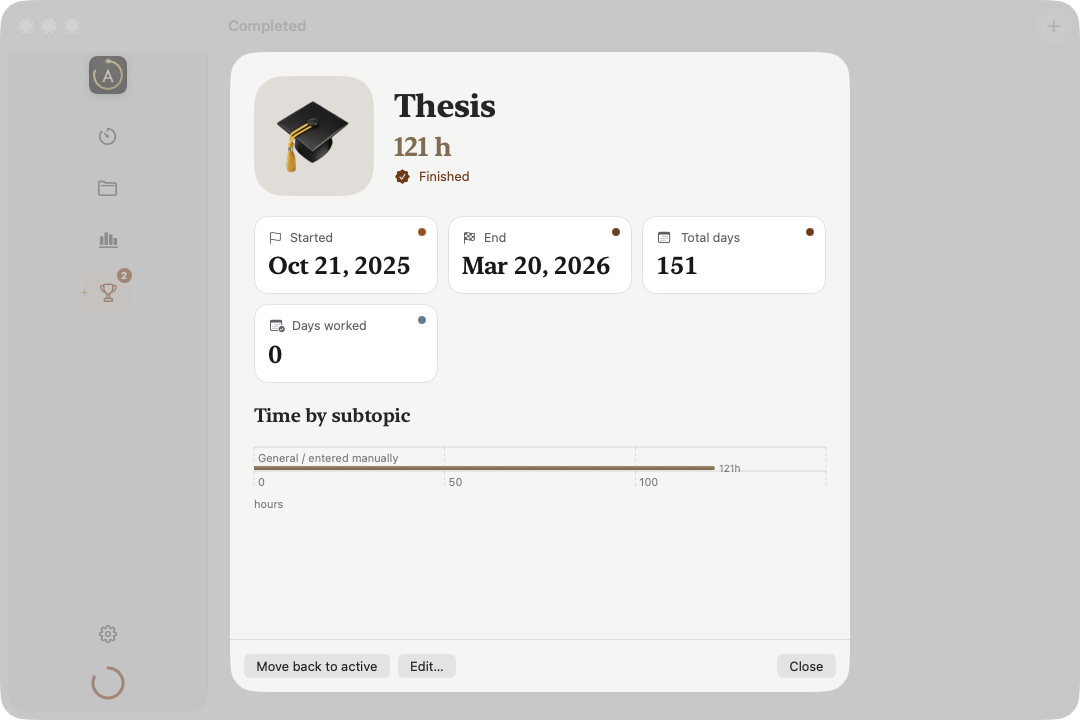 Completed
A
2
Thesis
121 h
Finished
Started
Oct 21, 2025
End
Mar 20, 2026
Total days
151
Days worked
0
Time by subtopic
General / entered manually
121h
0 50 100
hours
Move back to active Edit... Close